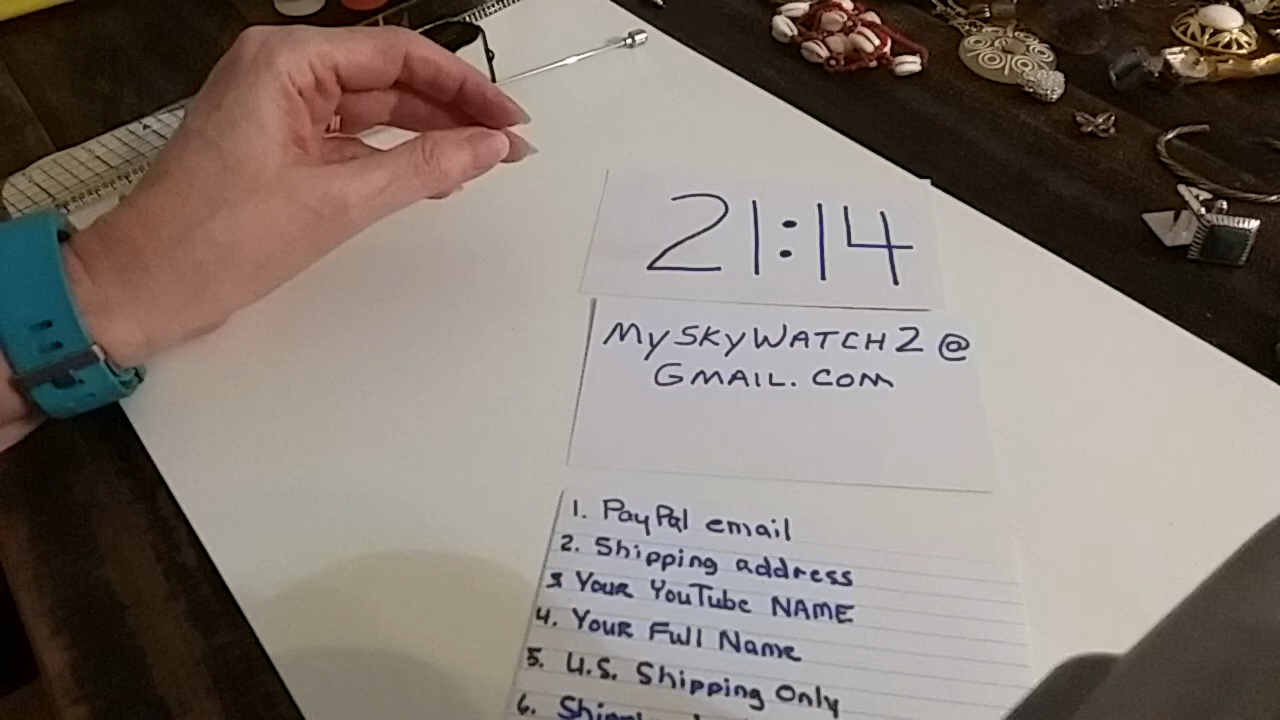 21:14
MySKyWATCH2@
GMAIL.COM
1. PayPal email
2. Shipping address
3 Your YouTube NAME
4. Your Full Name
5. U.S. Shipping Only
6.